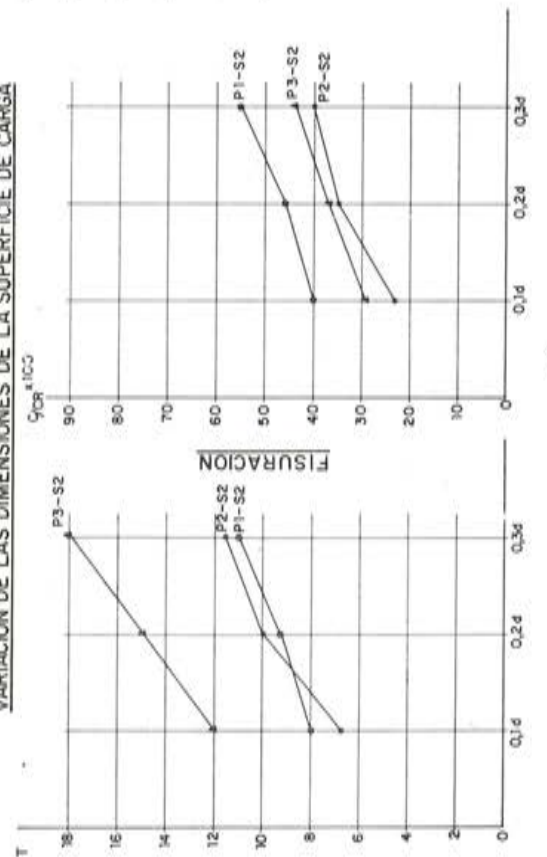 VARIACION DE LAS DIMENSIONES DE LA SUPERFICIE DE CARGA
T
18
16
14
12
10
8
6
4
2
0
0,1d
0,2d
0,3d
P3-S2
P2-S2
P1-S2
FISURACION
x100
90
80
70
60
50
40
30
20
10
0
0,1d
0,2d
0,3d
P1-S2
P3-S2
P2-S2